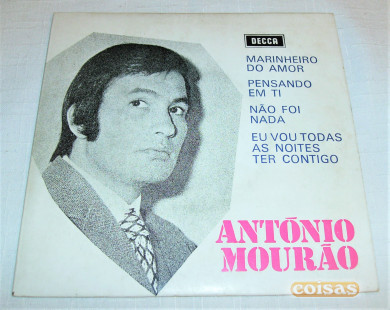 DECCA
MARINHEIRO
DO AMOR
PENSANDO
EM TI
NÃO FOI
NADA
EU VOU TODAS
AS NOITES
TER CONTIGO
ANTÓNIO
MOURÃO
coisas